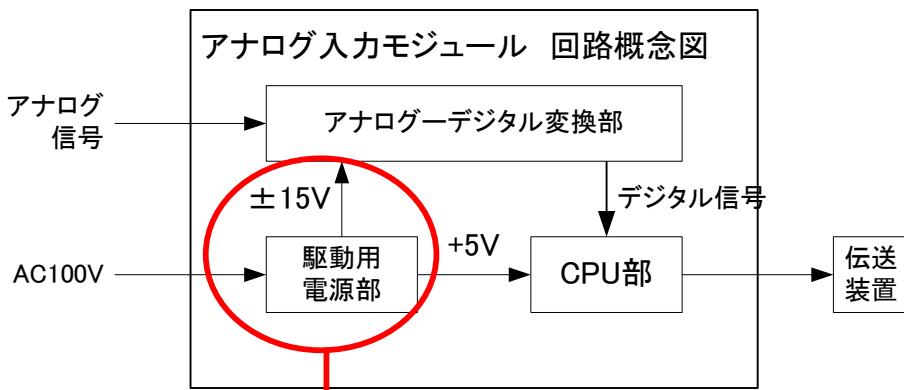 アナログ入力モジュール 回路概念図
アナログ
信号
アナログーデジタル変換部
±15V
デジタル信号
AC100V
駆動用
電源部
+5V
CPU部
伝送
装置